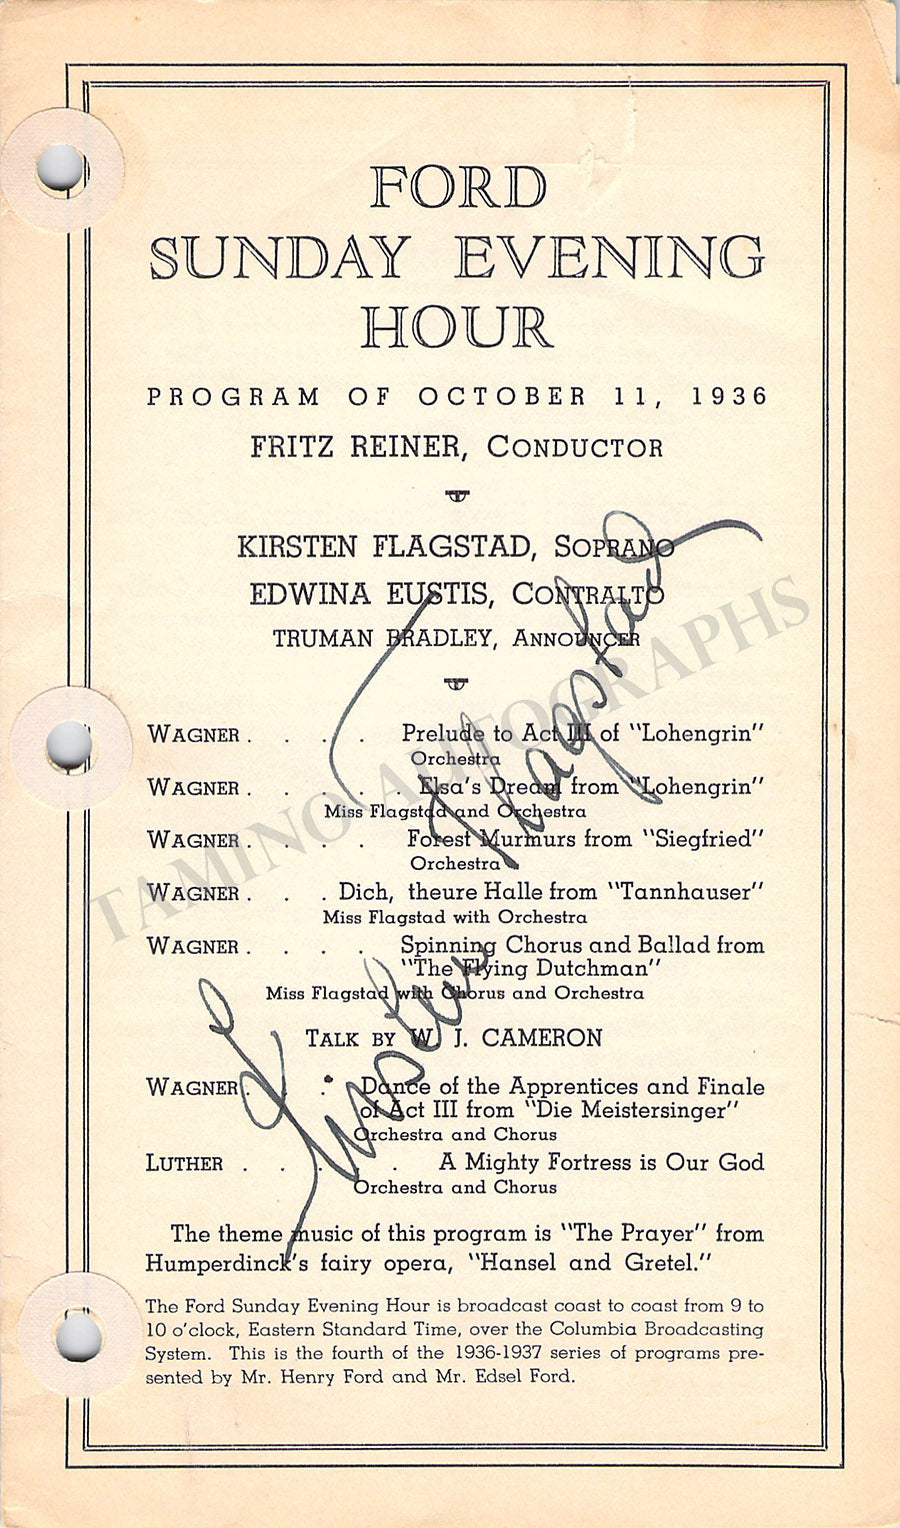 FORD
SUNDAY EVENING
HOUR
PROGRAM OF OCTOBER 11, 1936
FRITZ REINER, CONDUCTOR
KIRSTEN FLAGSTAD, SOPRANO
EDWINA EUSTIS, CONTRALTO
TRUMAN BRADLEY, ANNOUNCER
WAGNER . . . . Prelude to Act III of "Lohengrin"
Orchestra
WAGNER . . . . . Elsa's Dream from "Lohengrin"
Miss Flagstad and Orchestra
WAGNER . . . . Forest Murmurs from "Siegfried"
Orchestra
WAGNER . . . Dich, theure Halle from "Tannhauser"
Miss Flagstad with Orchestra
WAGNER . . . . Spinning Chorus and Ballad from
"The Flying Dutchman"
Miss Flagstad with Chorus and Orchestra
TALK BY W. J. CAMERON
WAGNER . . . Dance of the Apprentices and Finale
of Act III from "Die Meistersinger"
Orchestra and Chorus
LUTHER . . . . . A Mighty Fortress is Our God
Orchestra and Chorus
The theme music of this program is "The Prayer" from
Humperdinck's fairy opera, "Hansel and Gretel."
The Ford Sunday Evening Hour is broadcast coast to coast from 9 to
10 o'clock, Eastern Standard Time, over the Columbia Broadcasting
System. This is the fourth of the 1936-1937 series of programs pre-
sented by Mr. Henry Ford and Mr. Edsel Ford.
Kirsten Flagstad
TAMINO AUTOGRAPHS